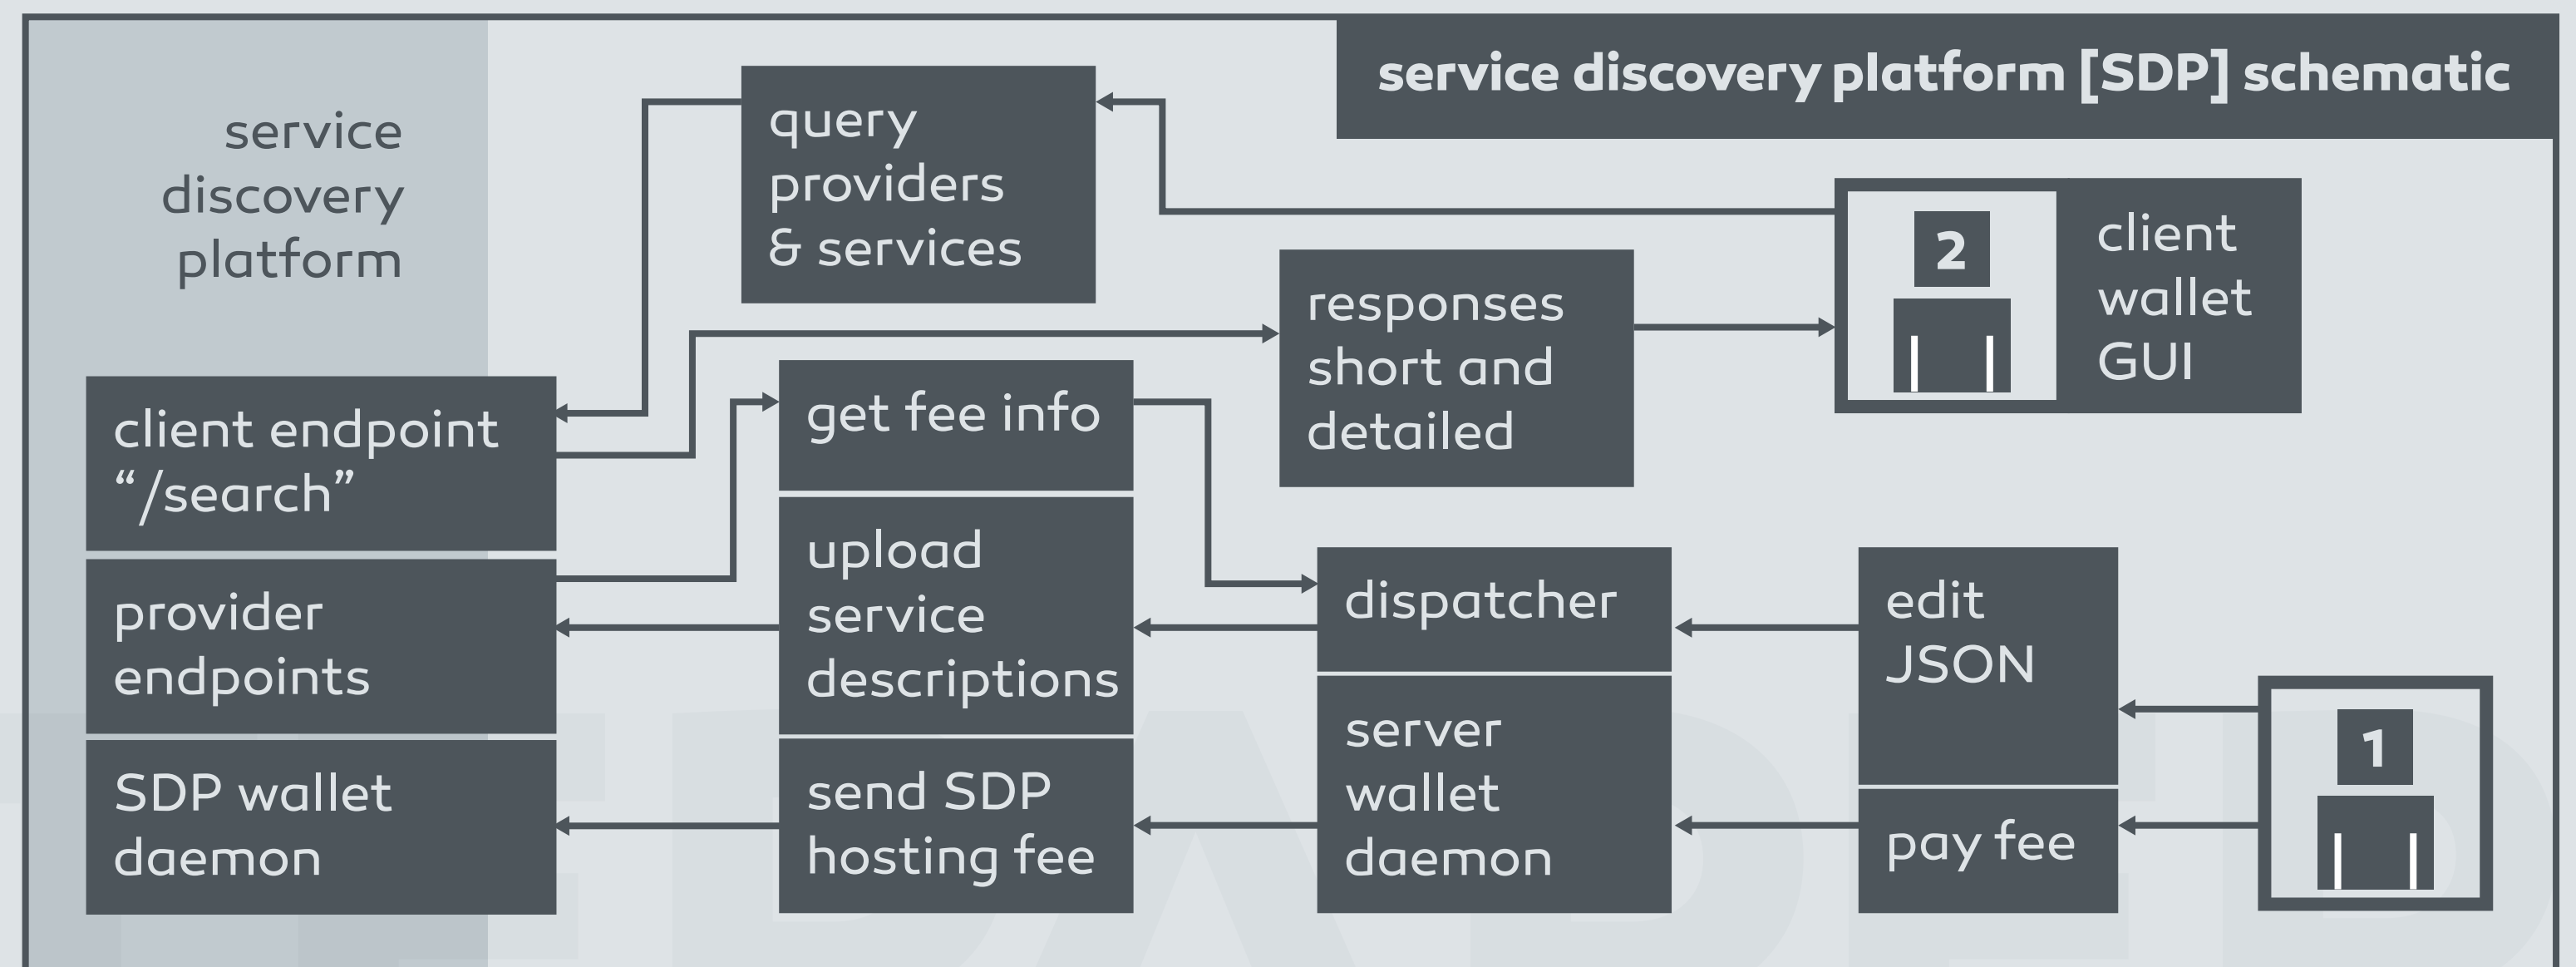 service discovery platform [SDP] schematic
service
discovery
platform
query
providers
& services
2
client
wallet
GUI
responses
short and
detailed
client endpoint
“/search”
get fee info
upload
service
descriptions
dispatcher
edit
JSON
provider
endpoints
server
wallet
daemon
1
SDP wallet
daemon
send SDP
hosting fee
pay fee